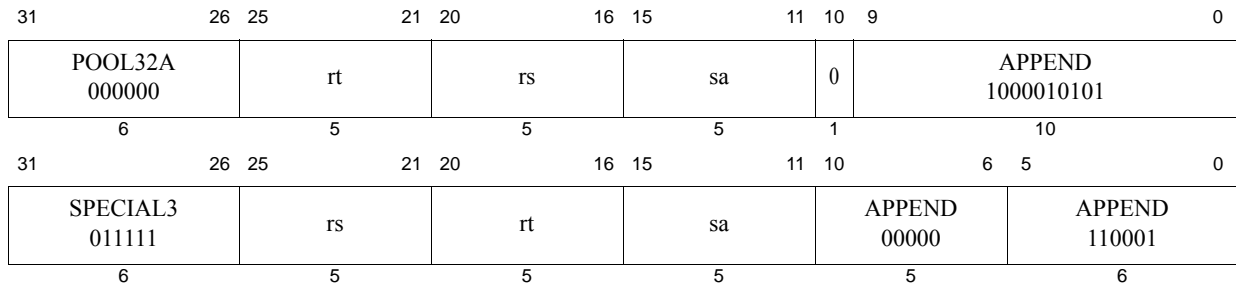 31 26 25 21 20 16 15 11 10 9 0
POOL32A rt rs sa 0 APPEND
000000 1000010101
6 5 5 5 1 10
31 26 25 21 20 16 15 11 10 6 5 0
SPECIAL3 rs rt sa APPEND APPEND
011111 00000 110001
6 5 5 5 5 6